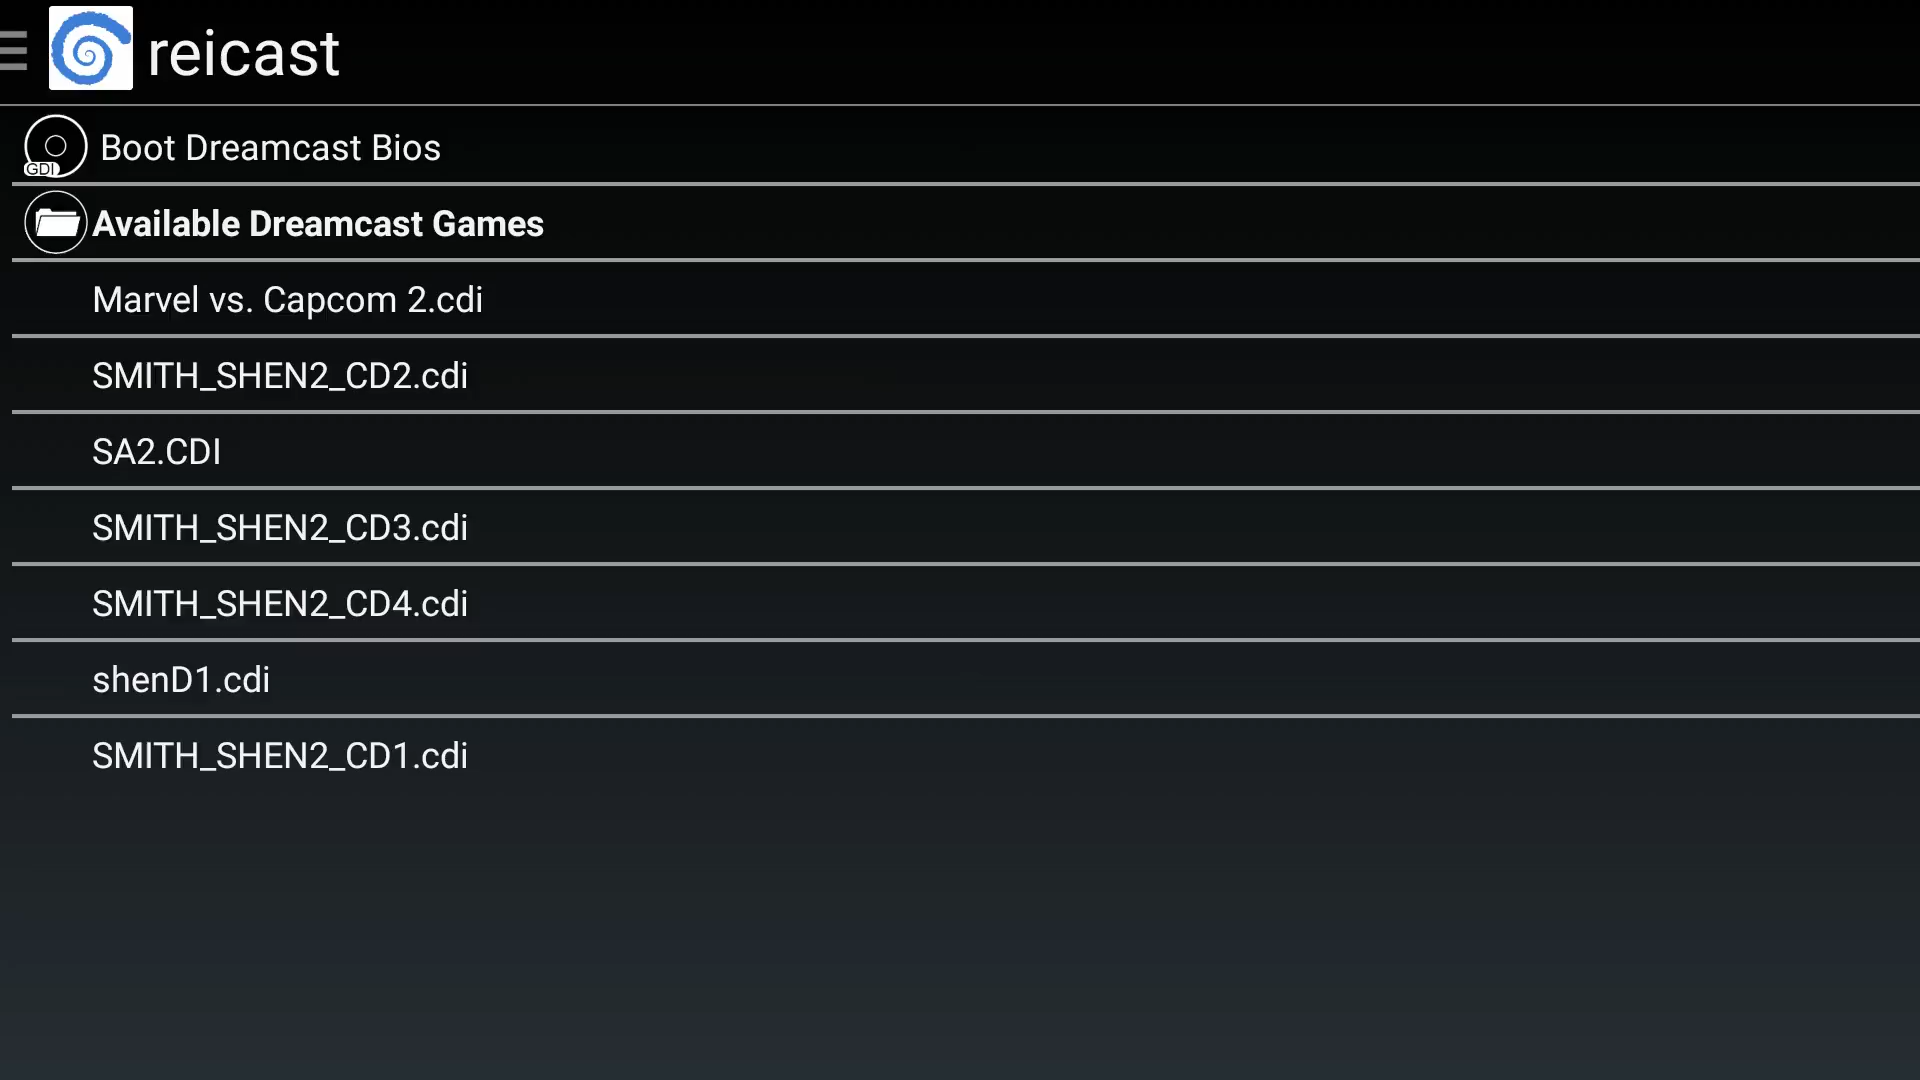 reicast
GDI
Boot Dreamcast Bios
Available Dreamcast Games
Marvel vs. Capcom 2.cdi
SMITH_SHEN2_CD2.cdi
SA2.CDI
SMITH_SHEN2_CD3.cdi
SMITH_SHEN2_CD4.cdi
shenD1.cdi
SMITH_SHEN2_CD1.cdi